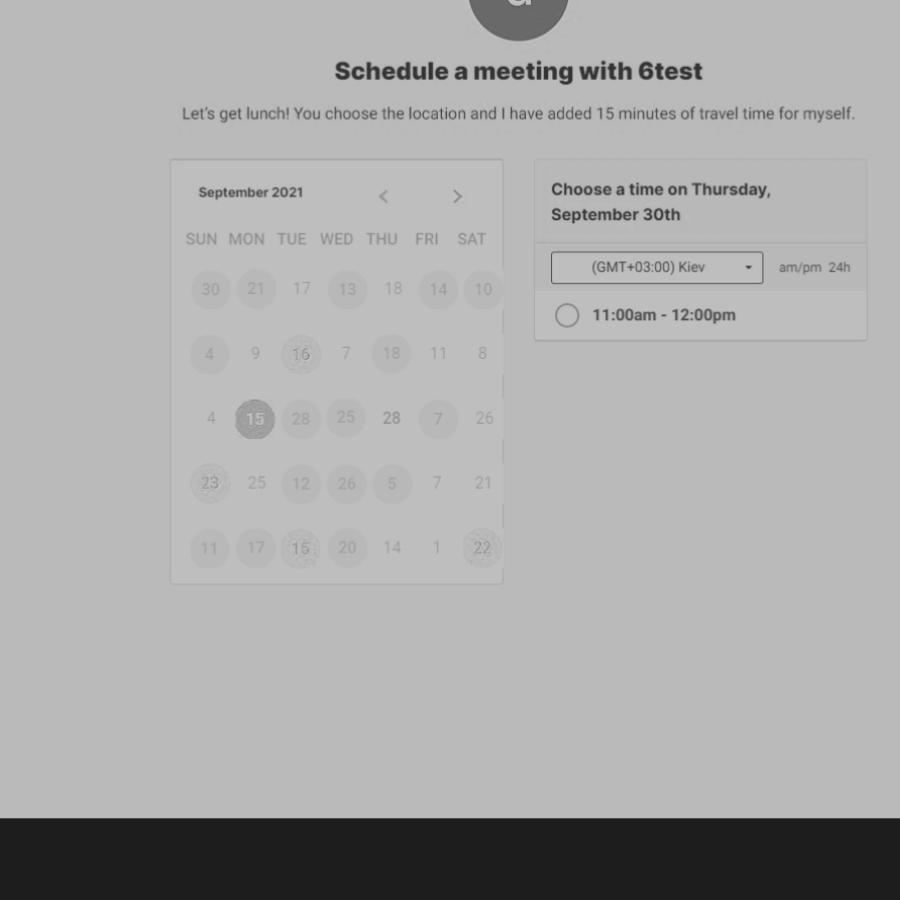 Schedule a meeting with 6test
Let's get lunch! You choose the location and I have added 15 minutes of travel time for myself.
September 2021
SUN MON TUE WED THU FRI SAT
30 21 17 13 18 14 10
4 9 16 7 18 11 8
4 15 28 25 28 7 26
23 25 12 26 5 7 21
11 17 15 20 14 1 22
Choose a time on Thursday,
September 30th
(GMT+03:00) Kiev am/pm 24h
11:00am - 12:00pm